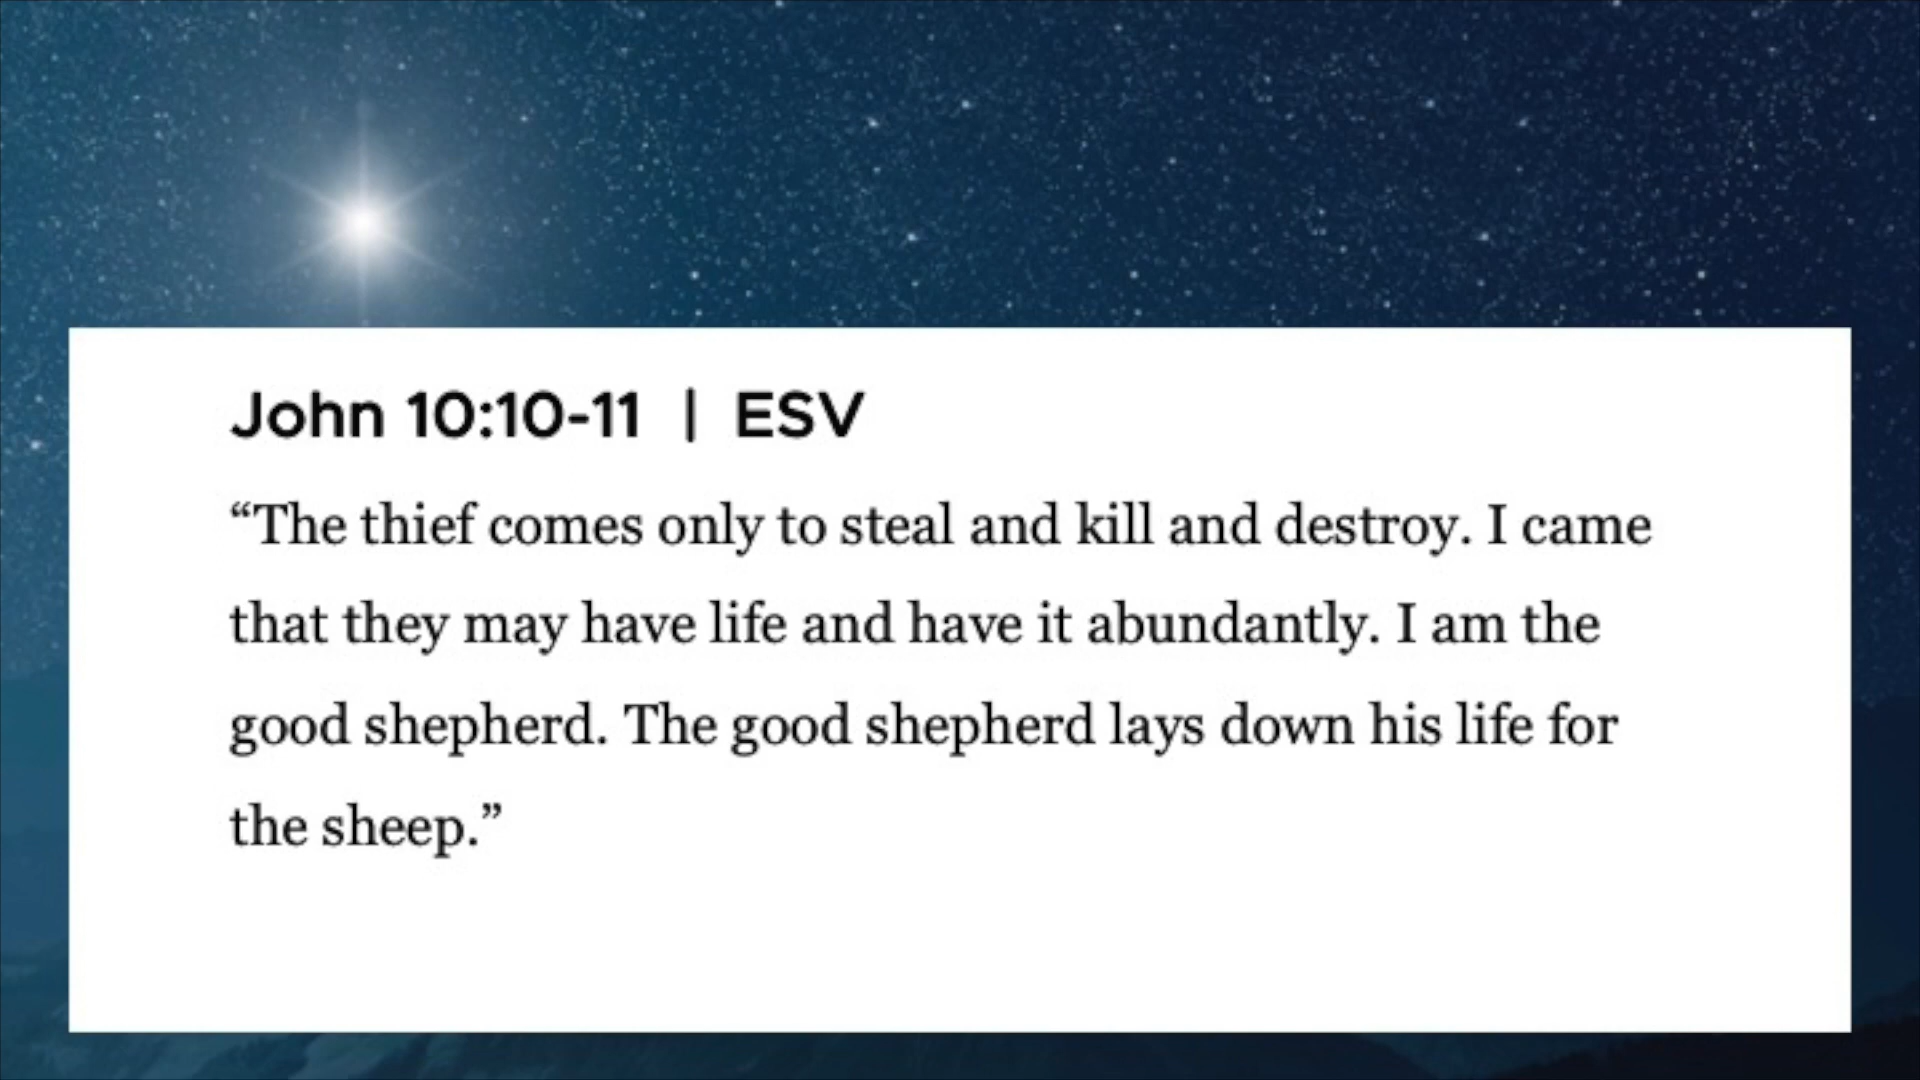 John 10:10-11 | ESV
“The thief comes only to steal and kill and destroy. I came
that they may have life and have it abundantly. I am the
good shepherd. The good shepherd lays down his life for
the sheep.”